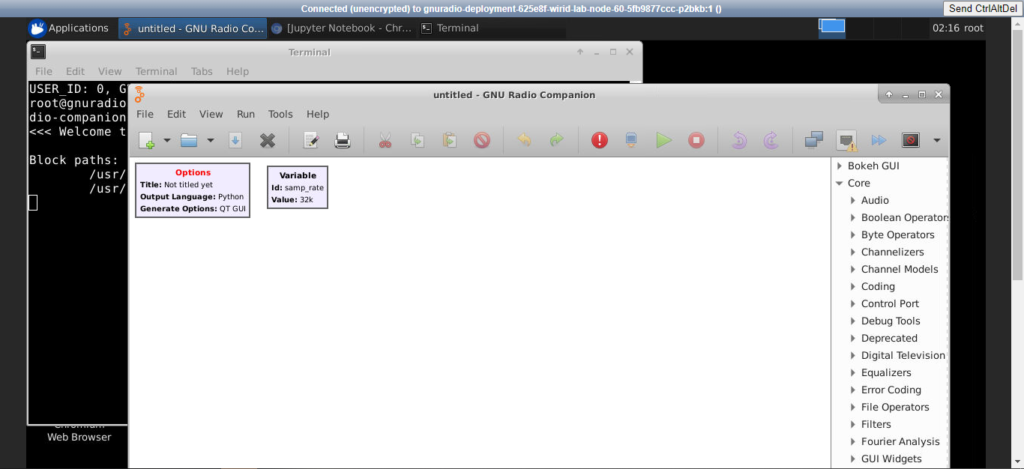 Connected (unencrypted) to gnuradio-deployment-625e8f-wirid-lab-node-60-5fb9877ccc-p2bkb:1 ()
Send CtrlAltDel
Applications
untitled - GNU Radio Co...
[Jupyter Notebook - Chr...
Terminal
02:16 root
Terminal
File Edit View Terminal Tabs Help
USER_ID: 0, G
root@gnuradio
dio-companion
<<< Welcome t
Block paths:
/usr/
/usr/
untitled - GNU Radio Companion
File Edit View Run Tools Help
Options
Title: Not titled yet
Output Language: Python
Generate Options: QT GUI
Variable
Id: samp_rate
Value: 32k
Bokeh GUI
Core
Audio
Boolean Operators
Byte Operators
Channelizers
Channel Models
Coding
Control Port
Debug Tools
Deprecated
Digital Television
Equalizers
Error Coding
File Operators
Filters
Fourier Analysis
GUI Widgets
Chromium
Web Browser